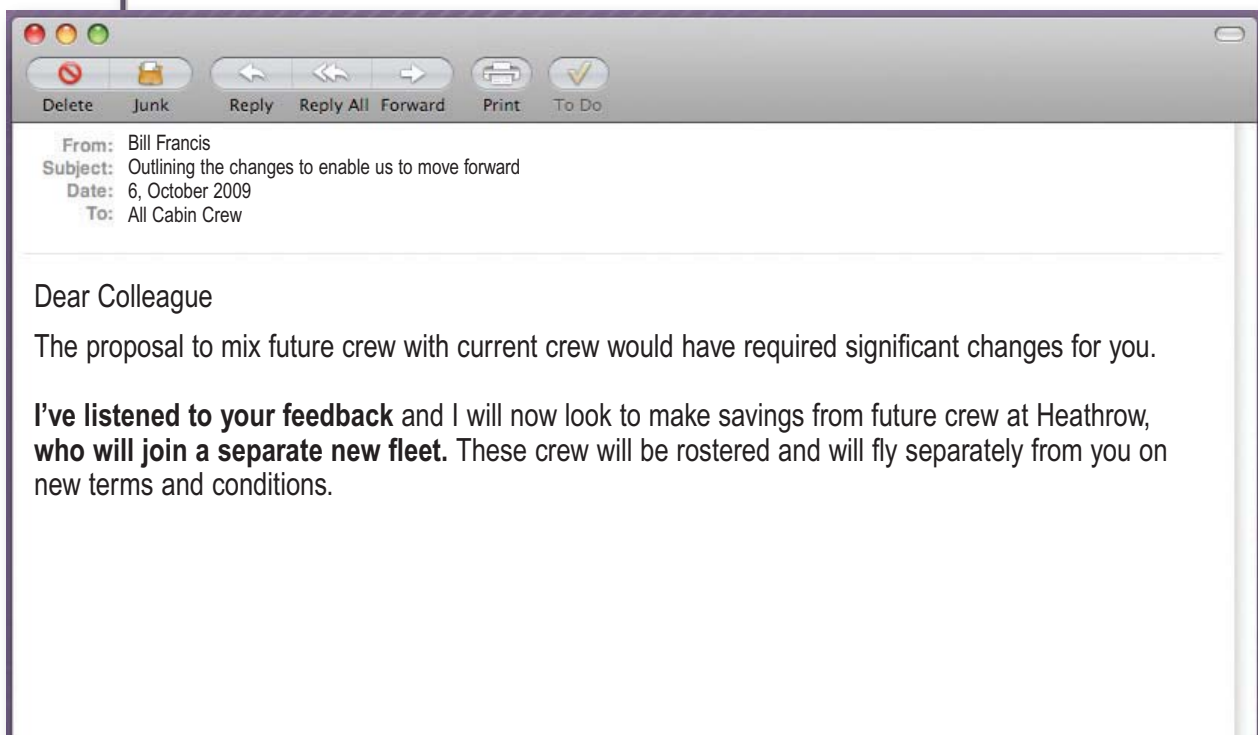 Delete Junk Reply Reply All Forward Print To Do
From: Bill Francis
Subject: Outlining the changes to enable us to move forward
Date: 6, October 2009
To: All Cabin Crew
Dear Colleague
The proposal to mix future crew with current crew would have required significant changes for you.
I’ve listened to your feedback and I will now look to make savings from future crew at Heathrow,
who will join a separate new fleet. These crew will be rostered and will fly separately from you on
new terms and conditions.